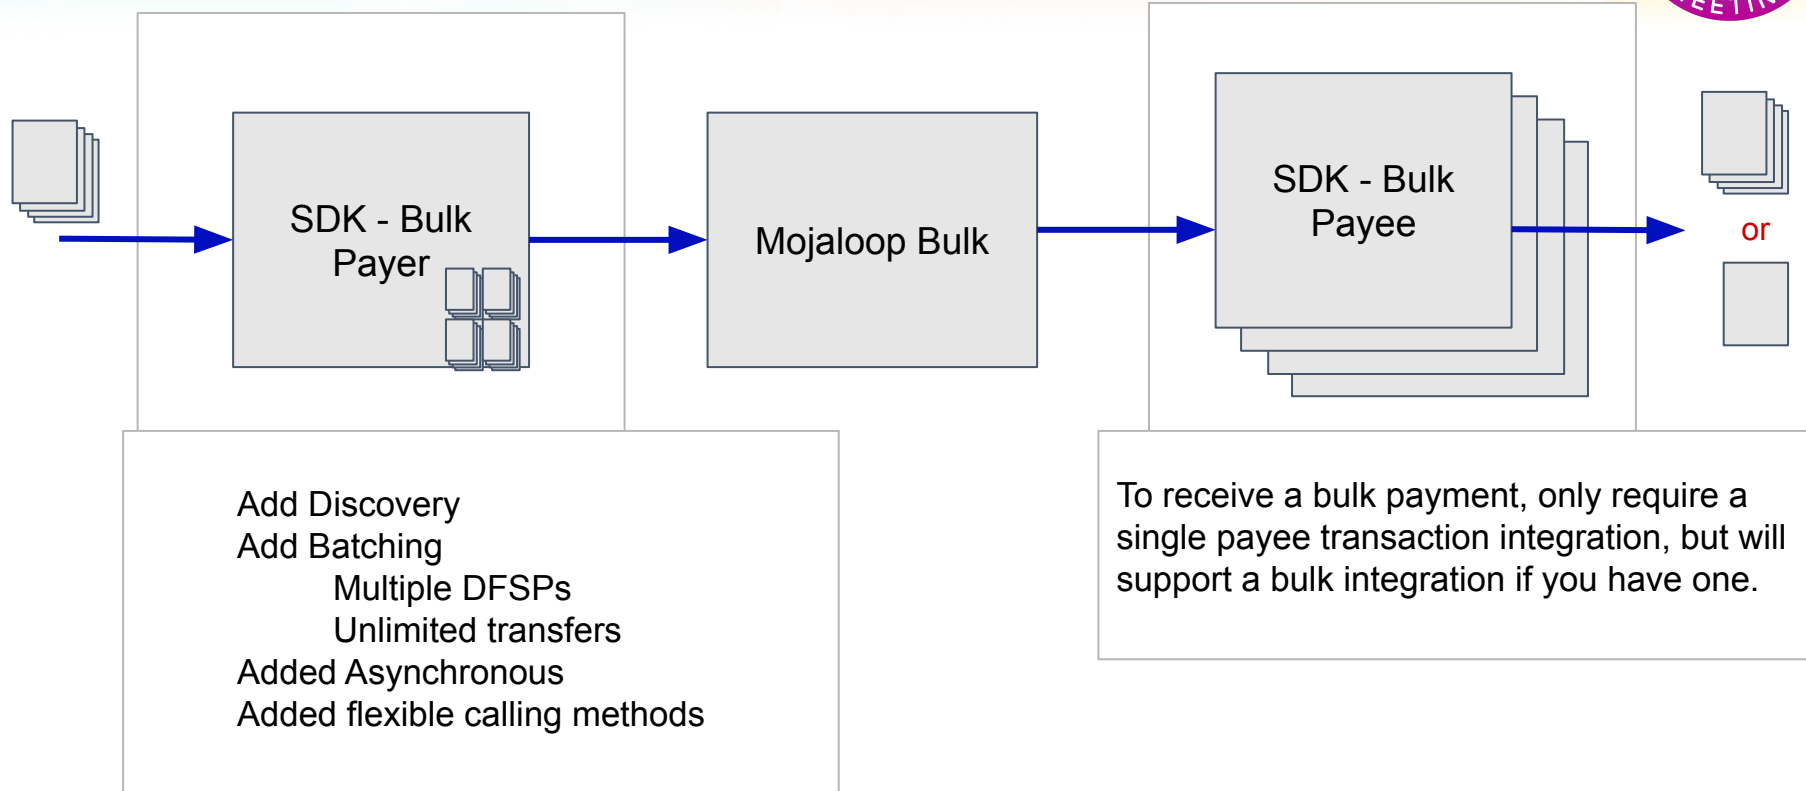 SDK - Bulk
Payer
Mojaloop Bulk
SDK - Bulk
Payee
or
Add Discovery
Add Batching
Multiple DFSPs
Unlimited transfers
Added Asynchronous
Added flexible calling methods
To receive a bulk payment, only require a
single payee transaction integration, but will
support a bulk integration if you have one.